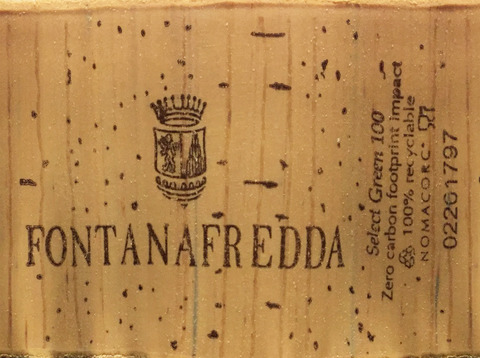 FONTANAFREDDA
Select Green 100
Zero carbon footprint impact
100% recyclable
NOMACORC
02261797